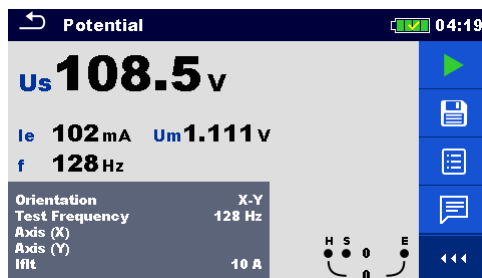 Potential 04:19
Us 108.5 V
Ie 102 mA Um 1.111 V
f 128 Hz
Orientation X-Y
Test Frequency 128 Hz
Axis (X)
Axis (Y)
Iflt 10 A
H S 0 E
0